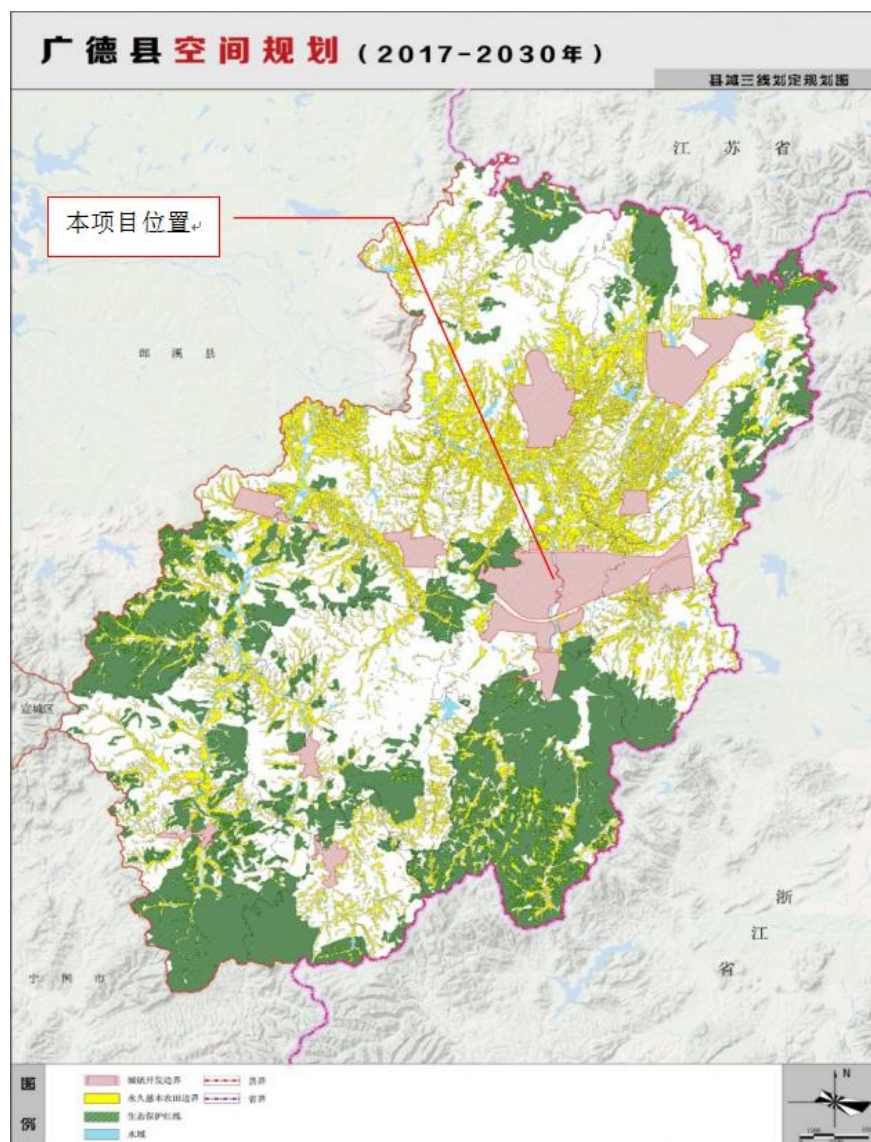 广德县空间规划（2017-2030年）
县域三线划定规划图
江 苏 省
本项目位置
郎 溪 县
宣城区
浙
江
省
宁 国 市
图例
城镇开发边界
县界
永久基本农田边界
省界
生态保护红线
水域
N